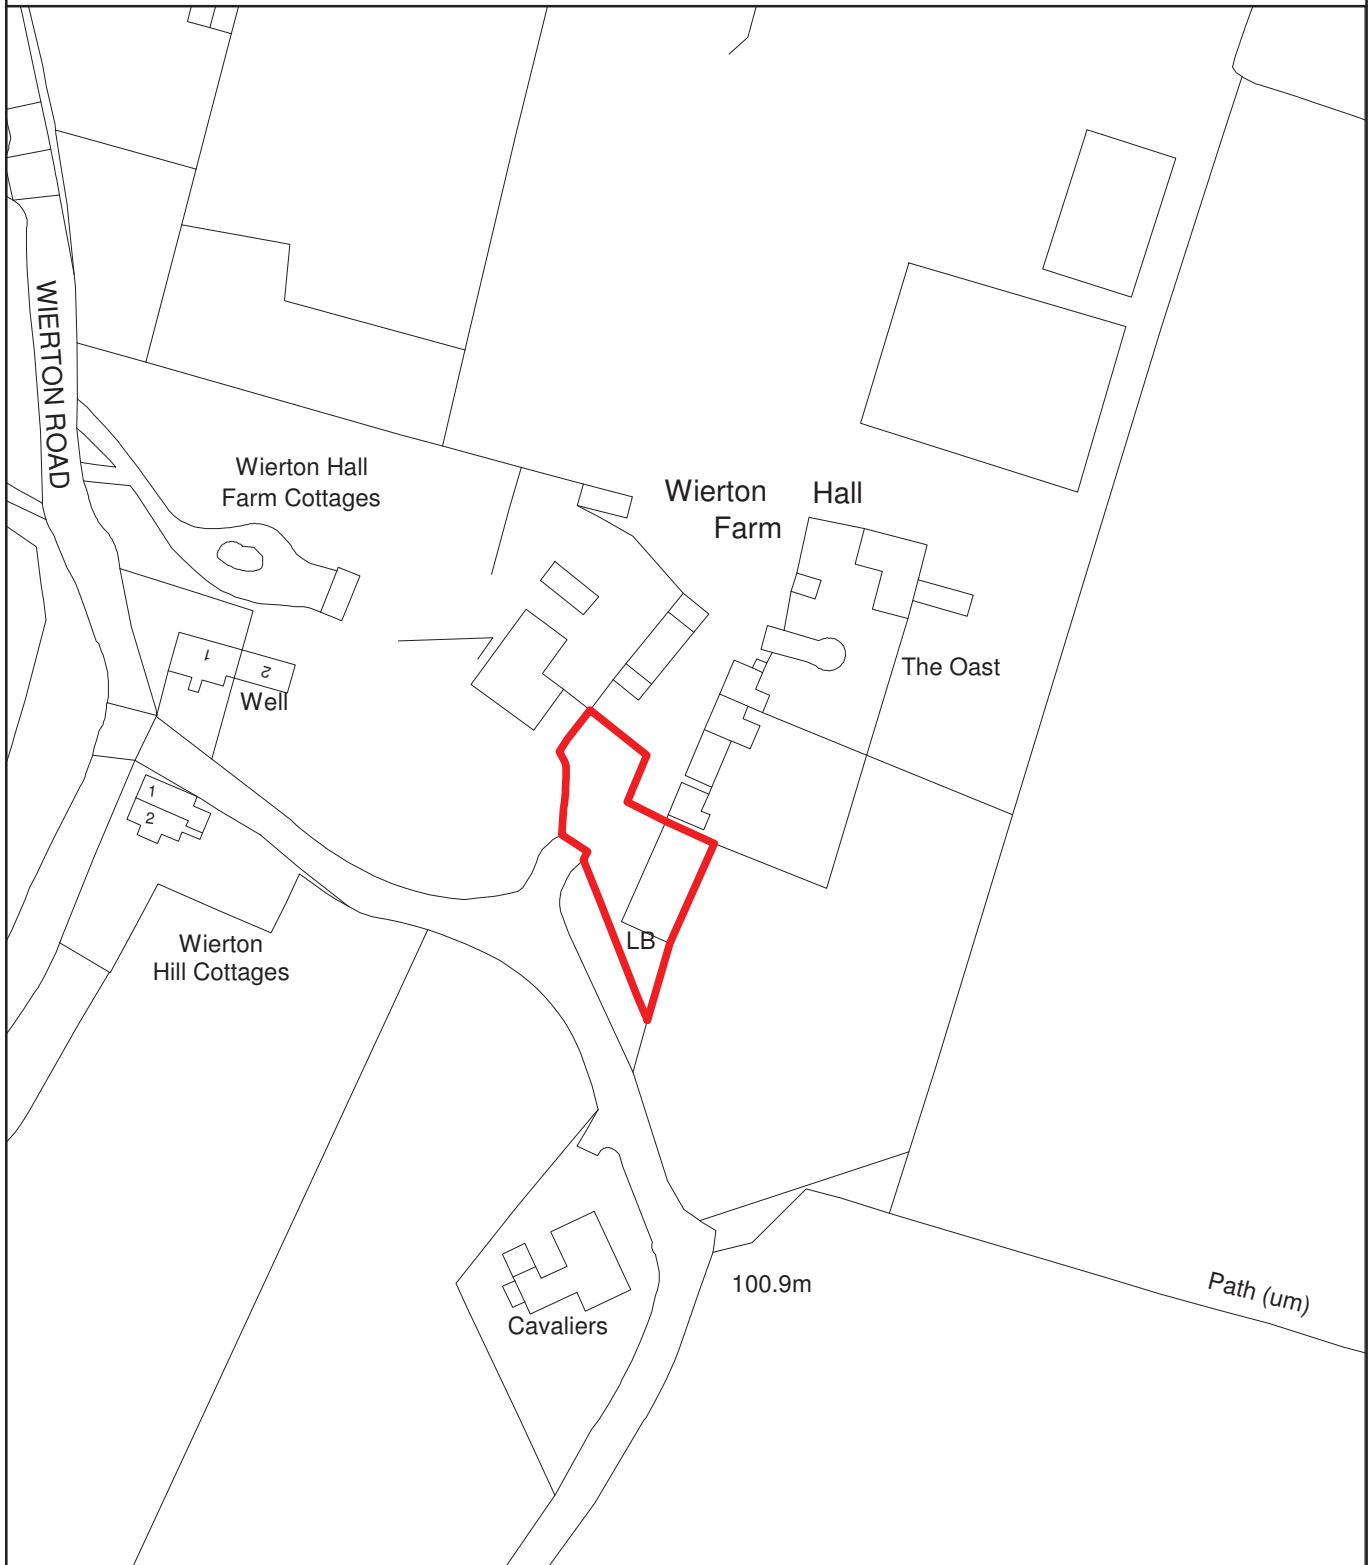 WIERTON ROAD
Wierton Hall
Farm Cottages
Wierton Hall
Farm
The Oast
1
2
Well
1
2
LB
Wierton
Hill Cottages
100.9m
Path (um)
Cavaliers